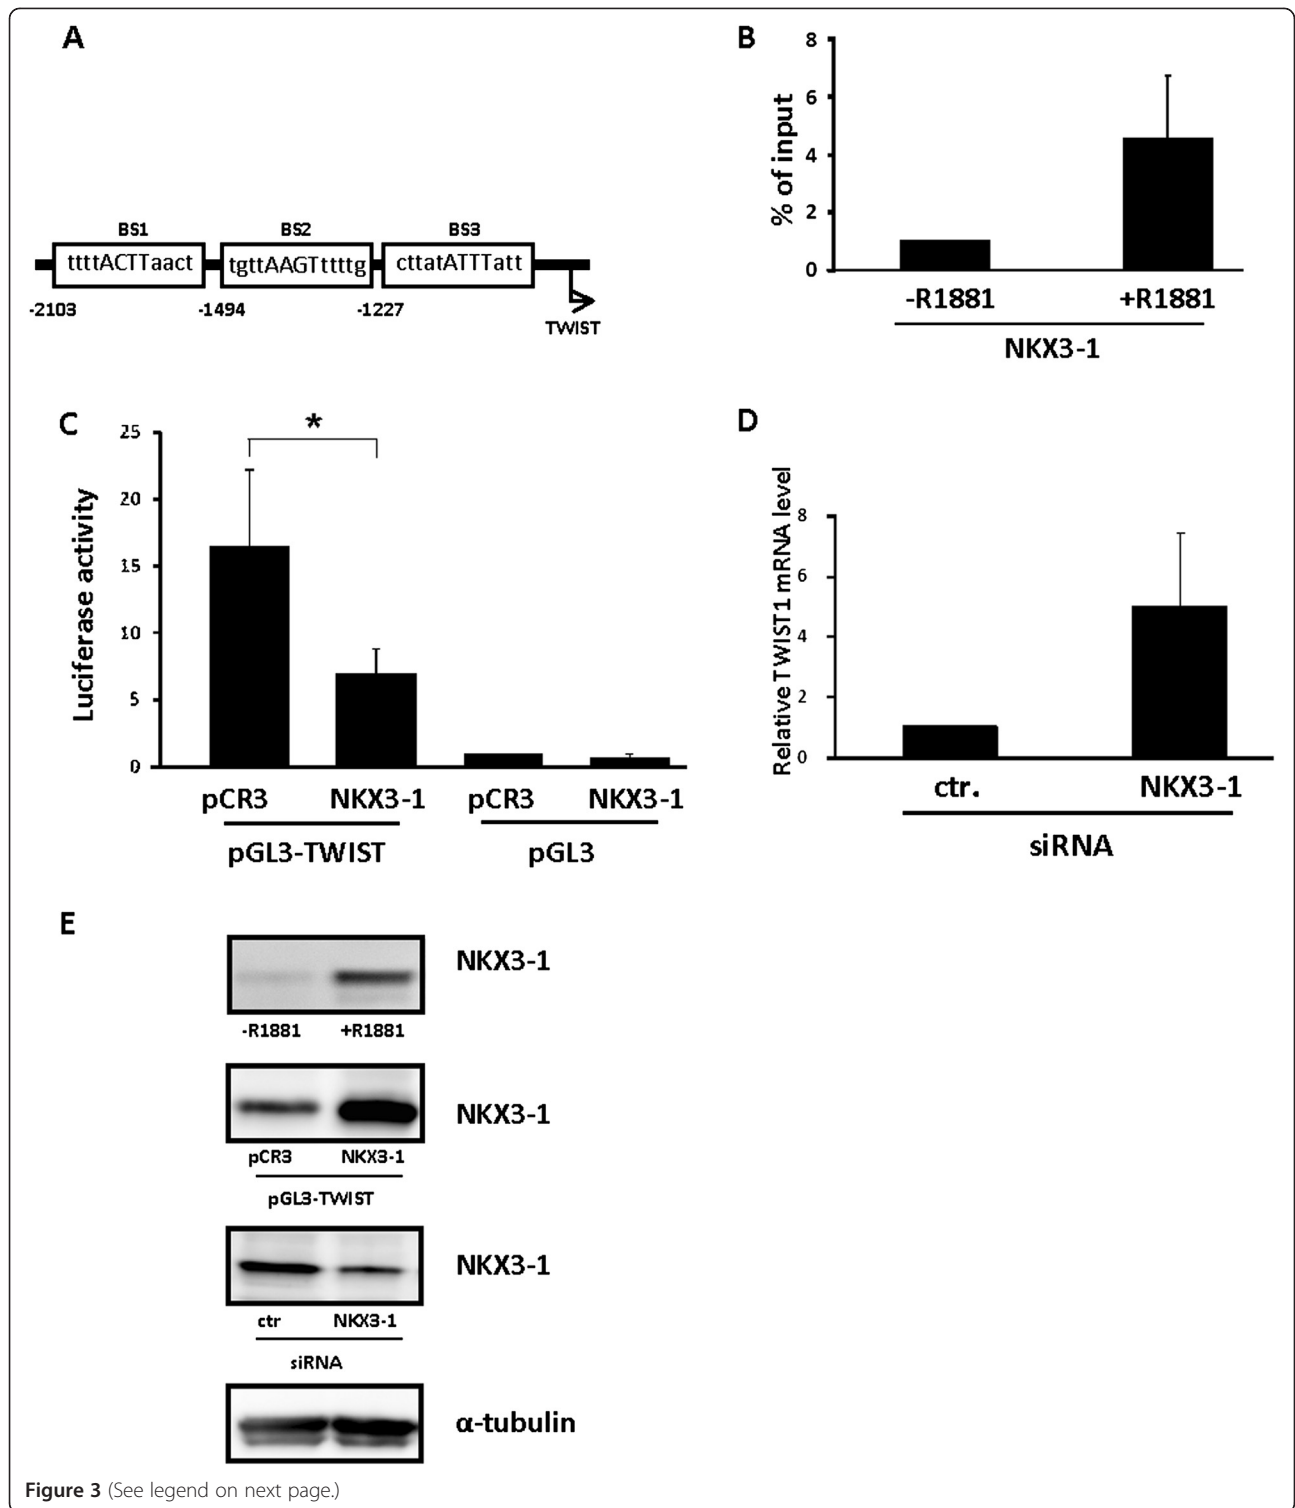 A
BS1 BS2 BS3
ttttACTTaact tgttAAGTttttg cttatATTTatt
-2103 -1494 -1227
TWIST
B
% of input
8
6
4
2
0
-R1881 +R1881
NKX3-1
C
Luciferase activity
25
20
15
10
5
0
pCR3 NKX3-1 pCR3 NKX3-1
pGL3-TWIST pGL3
*
D
Relative TWIST1 mRNA level
8
6
4
2
0
ctr. NKX3-1
siRNA
E
NKX3-1
-R1881 +R1881
NKX3-1
pCR3 NKX3-1
pGL3-TWIST
NKX3-1
ctr NKX3-1
siRNA
α-tubulin
Figure 3 (See legend on next page.)